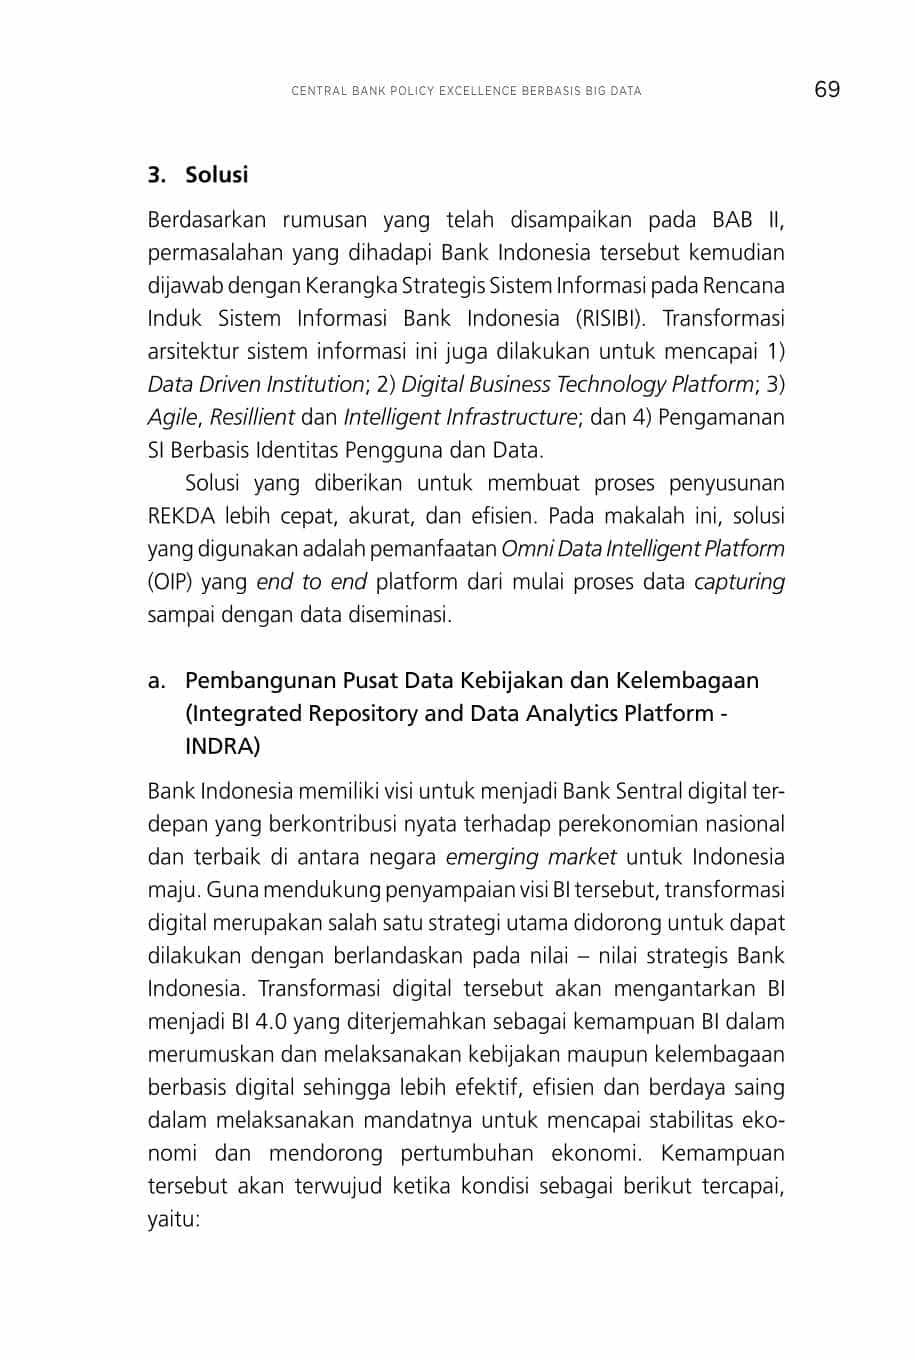 CENTRAL BANK POLICY EXCELLENCE BERBASIS BIG DATA 69
3. Solusi
Berdasarkan rumusan yang telah disampaikan pada BAB II,
permasalahan yang dihadapi Bank Indonesia tersebut kemudian
dijawab dengan Kerangka Strategis Sistem Informasi pada Rencana
Induk Sistem Informasi Bank Indonesia (RISIBI). Transformasi
arsitektur sistem informasi ini juga dilakukan untuk mencapai 1)
Data Driven Institution; 2) Digital Business Technology Platform; 3)
Agile, Resillient dan Intelligent Infrastructure; dan 4) Pengamanan
SI Berbasis Identitas Pengguna dan Data.
Solusi yang diberikan untuk membuat proses penyusunan
REKDA lebih cepat, akurat, dan efisien. Pada makalah ini, solusi
yang digunakan adalah pemanfaatan Omni Data Intelligent Platform
(OIP) yang end to end platform dari mulai proses data capturing
sampai dengan data diseminasi.
a. Pembangunan Pusat Data Kebijakan dan Kelembagaan
(Integrated Repository and Data Analytics Platform -
INDRA)
Bank Indonesia memiliki visi untuk menjadi Bank Sentral digital ter-
depan yang berkontribusi nyata terhadap perekonomian nasional
dan terbaik di antara negara emerging market untuk Indonesia
maju. Guna mendukung penyampaian visi BI tersebut, transformasi
digital merupakan salah satu strategi utama didorong untuk dapat
dilakukan dengan berlandaskan pada nilai – nilai strategis Bank
Indonesia. Transformasi digital tersebut akan mengantarkan BI
menjadi BI 4.0 yang diterjemahkan sebagai kemampuan BI dalam
merumuskan dan melaksanakan kebijakan maupun kelembagaan
berbasis digital sehingga lebih efektif, efisien dan berdaya saing
dalam melaksanakan mandatnya untuk mencapai stabilitas eko-
nomi dan mendorong pertumbuhan ekonomi. Kemampuan
tersebut akan terwujud ketika kondisi sebagai berikut tercapai,
yaitu: